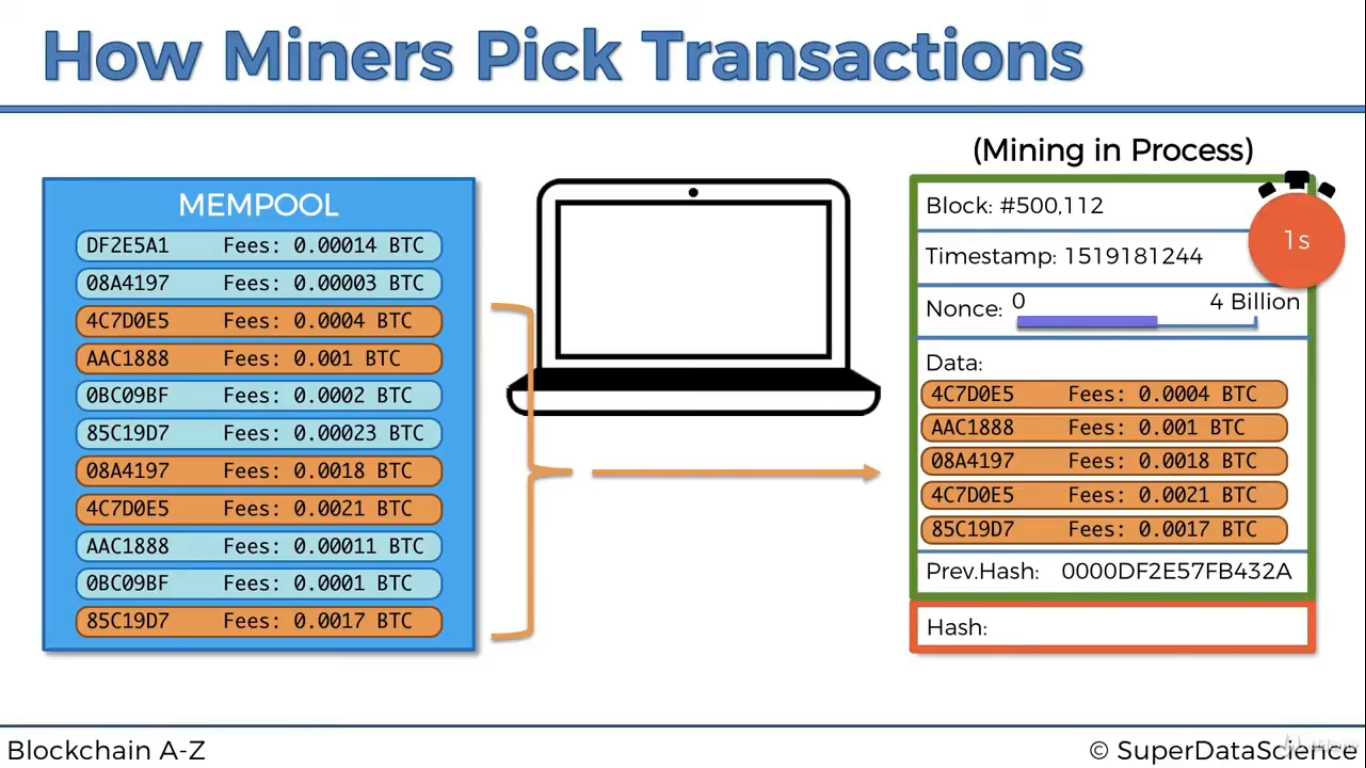 How Miners Pick Transactions
(Mining in Process)
MEMPOOL
DF2E5A1 Fees: 0.00014 BTC
08A4197 Fees: 0.00003 BTC
4C7D0E5 Fees: 0.0004 BTC
AAC1888 Fees: 0.001 BTC
0BC09BF Fees: 0.0002 BTC
85C19D7 Fees: 0.00023 BTC
08A4197 Fees: 0.0018 BTC
4C7D0E5 Fees: 0.0021 BTC
AAC1888 Fees: 0.00011 BTC
0BC09BF Fees: 0.0001 BTC
85C19D7 Fees: 0.0017 BTC
Block: #500,112
1s
Timestamp: 1519181244
Nonce: 0 4 Billion
Data:
4C7D0E5 Fees: 0.0004 BTC
AAC1888 Fees: 0.001 BTC
08A4197 Fees: 0.0018 BTC
4C7D0E5 Fees: 0.0021 BTC
85C19D7 Fees: 0.0017 BTC
Prev.Hash: 0000DF2E57FB432A
Hash:
Blockchain A-Z
© SuperDataScience